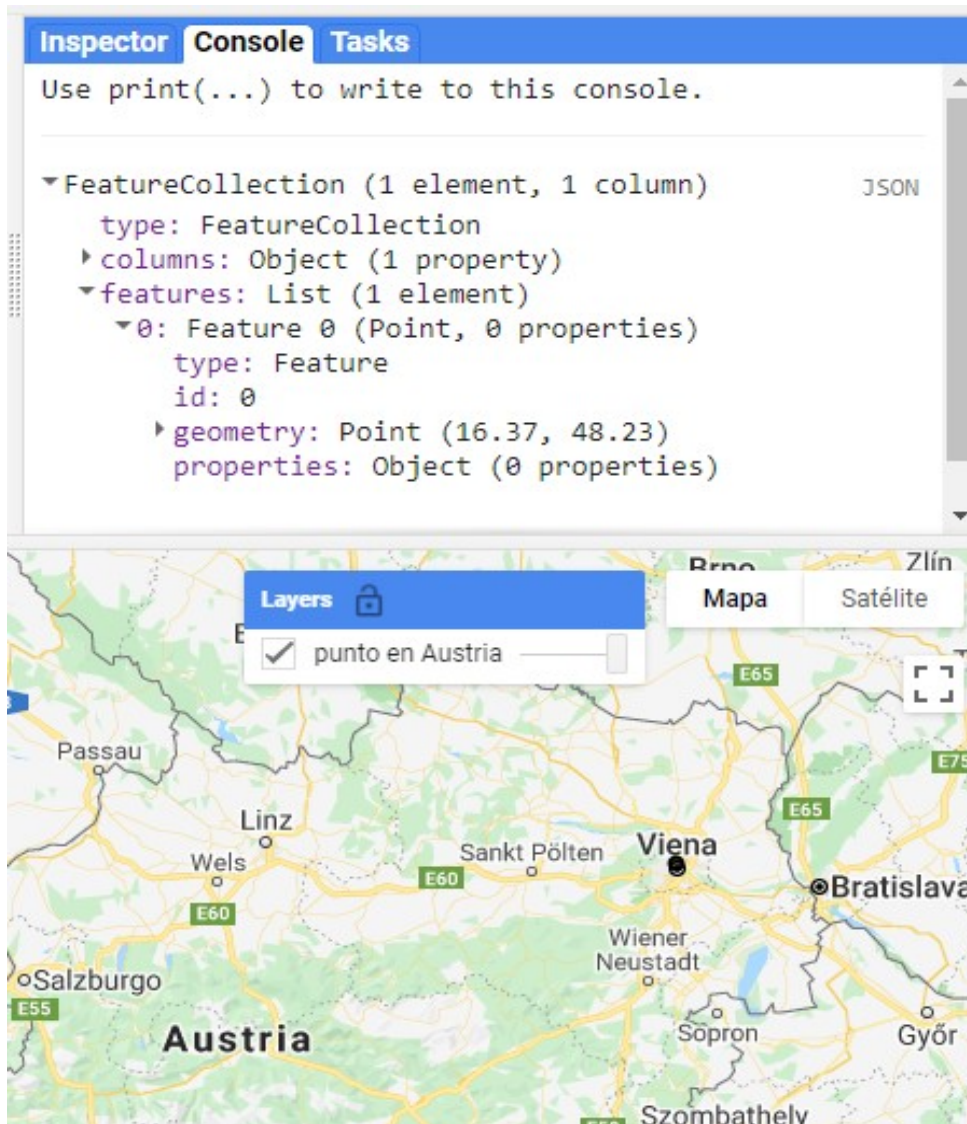 Inspector Console Tasks
Use print(...) to write to this console.
FeatureCollection (1 element, 1 column) JSON
type: FeatureCollection
columns: Object (1 property)
features: List (1 element)
0: Feature 0 (Point, 0 properties)
type: Feature
id: 0
geometry: Point (16.37, 48.23)
properties: Object (0 properties)
Brno Zlín
Layers Mapa Satélite
punto en Austria
E65
Passau E75
E65
Linz
Viena
Wels Sankt Pölten
E60
Bratislava
E60
Wiener
Neustadt
Salzburgo
E55
Austria Sopron Győr
Szombathely